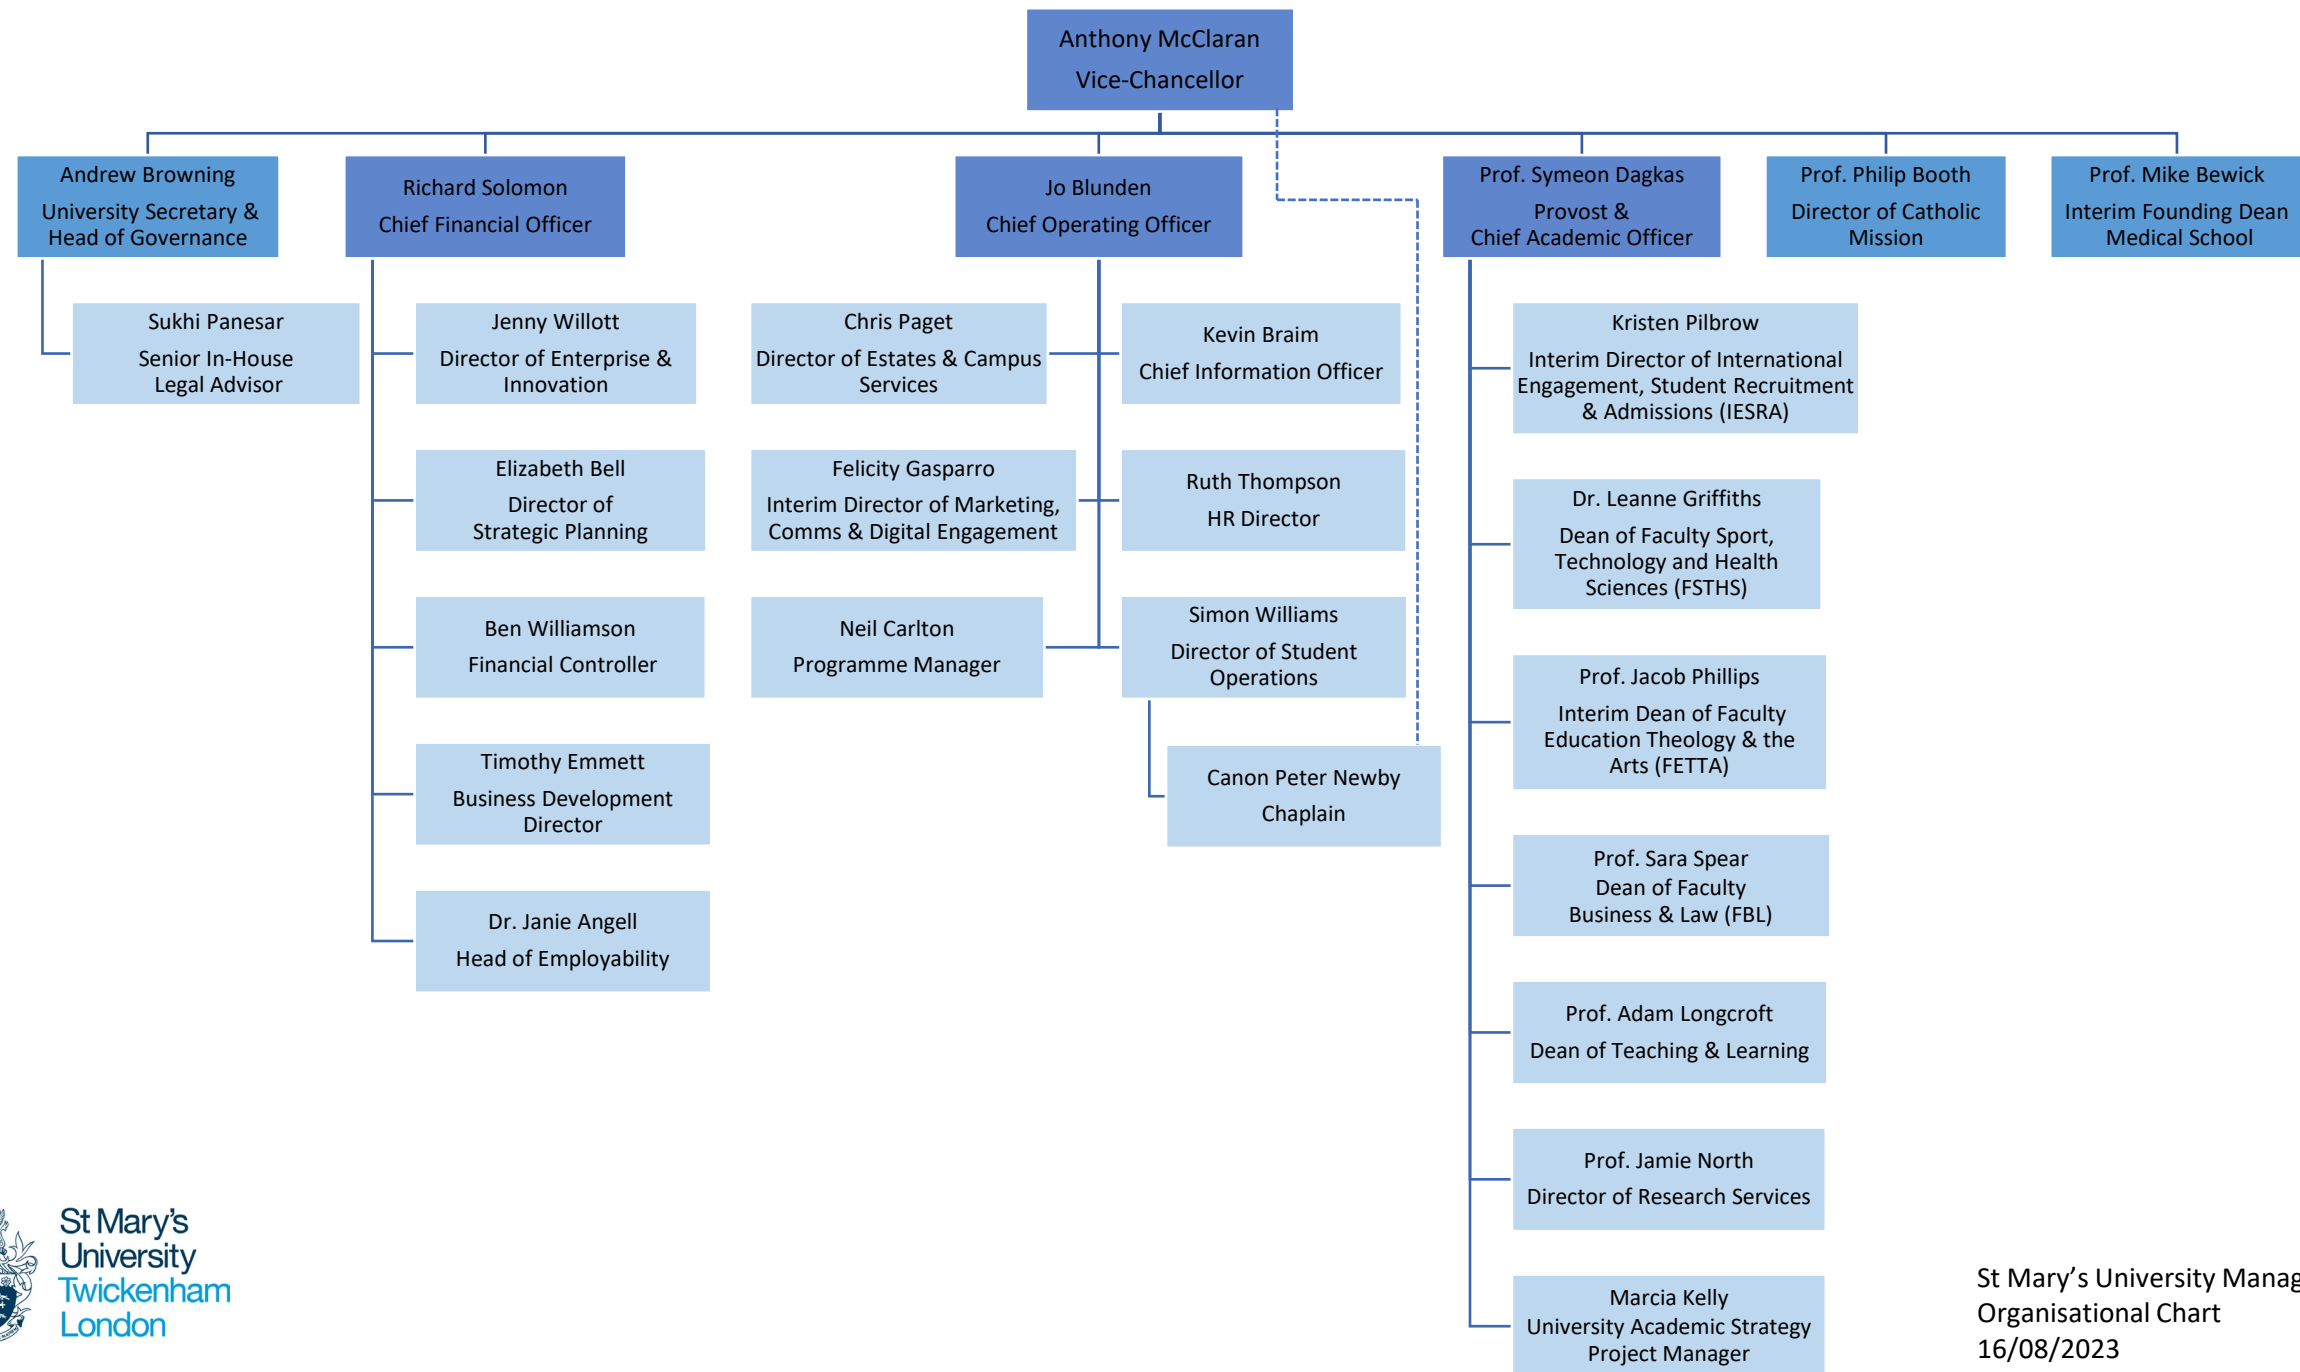 Anthony McClaran
Vice-Chancellor
Andrew Browning
University Secretary &
Head of Governance
Richard Solomon
Chief Financial Officer
Jo Blunden
Chief Operating Officer
Prof. Symeon Dagkas
Provost &
Chief Academic Officer
Prof. Philip Booth
Director of Catholic
Mission
Prof. Mike Bewick
Interim Founding Dean
Medical School
Sukhi Panesar
Senior In-House
Legal Advisor
Jenny Willott
Director of Enterprise &
Innovation
Elizabeth Bell
Director of
Strategic Planning
Ben Williamson
Financial Controller
Timothy Emmett
Business Development
Director
Dr. Janie Angell
Head of Employability
Chris Paget
Director of Estates & Campus
Services
Kevin Braim
Chief Information Officer
Felicity Gasparro
Interim Director of Marketing,
Comms & Digital Engagement
Ruth Thompson
HR Director
Neil Carlton
Programme Manager
Simon Williams
Director of Student
Operations
Canon Peter Newby
Chaplain
Kristen Pilbrow
Interim Director of International
Engagement, Student Recruitment
& Admissions (IESRA)
Dr. Leanne Griffiths
Dean of Faculty Sport,
Technology and Health
Sciences (FSTHS)
Prof. Jacob Phillips
Interim Dean of Faculty
Education Theology & the
Arts (FETTA)
Prof. Sara Spear
Dean of Faculty
Business & Law (FBL)
Prof. Adam Longcroft
Dean of Teaching & Learning
Prof. Jamie North
Director of Research Services
Marcia Kelly
University Academic Strategy
Project Manager
St Mary's
University
Twickenham
London
St Mary's University Manag
Organisational Chart
16/08/2023